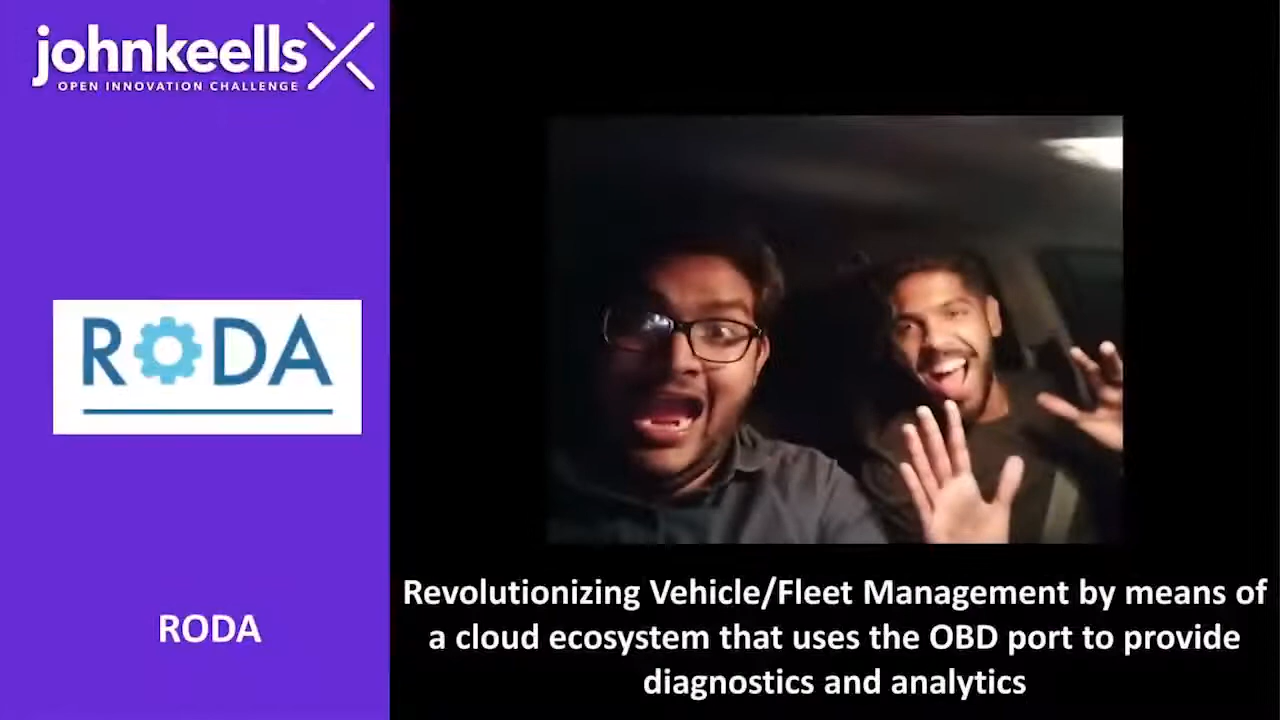 johnkeells X
OPEN INNOVATION CHALLENGE
RODA
RODA
Revolutionizing Vehicle/Fleet Management by means of
a cloud ecosystem that uses the OBD port to provide
diagnostics and analytics